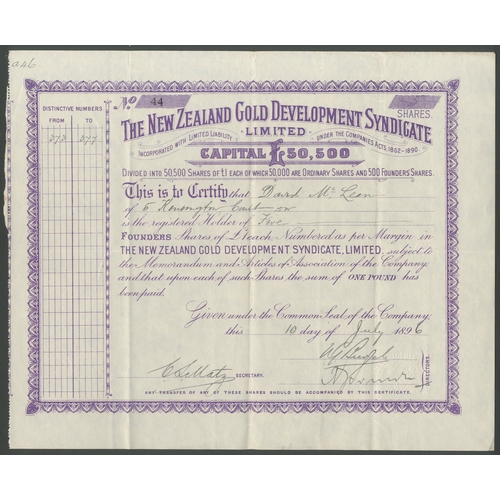 a46
No 44
5
SHARES.
DISTINCTIVE NUMBERS
FROM TO
373 377
THE NEW ZEALAND GOLD DEVELOPMENT SYNDICATE
LIMITED
INCORPORATED WITH LIMITED LIABILITY UNDER THE COMPANIES ACTS, 1862-1890.
CAPITAL £50,500
DIVIDED INTO 50,500 SHARES OF £1 EACH OF WHICH 50,000 ARE ORDINARY SHARES AND 500 FOUNDERS SHARES.
This is to Certify that David McLean
of 5 Kensington Court
is the registered Holder of Five
FOUNDERS Shares of £1 each Numbered as per Margin in
THE NEW ZEALAND GOLD DEVELOPMENT SYNDICATE, LIMITED, subject to
the Memorandum and Articles of Association of the Company
and that upon each of such Shares the sum of ONE POUND has
been paid.
Given under the Common Seal of the Company
this 10 day of July 1896
SECRETARY.
DIRECTORS.
ANY TRANSFER OF ANY OF THESE SHARES SHOULD BE ACCOMPANIED BY THIS CERTIFICATE.